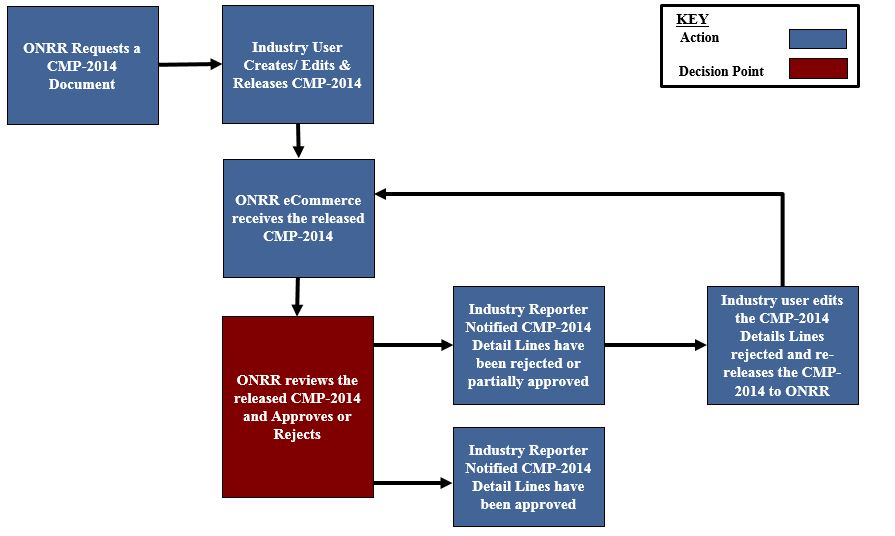 ONRR Requests a
CMP-2014
Document
Industry User
Creates/ Edits &
Releases CMP-2014
KEY
Action
Decision Point
ONRR eCommerce
receives the released
CMP-2014
ONRR reviews the
released CMP-2014
and Approves or
Rejects
Industry Reporter
Notified CMP-2014
Detail Lines have
been rejected or
partially approved
Industry user edits
the CMP-2014
Details Lines
rejected and re-
releases the CMP-
2014 to ONRR
Industry Reporter
Notified CMP-2014
Detail Lines have
been approved